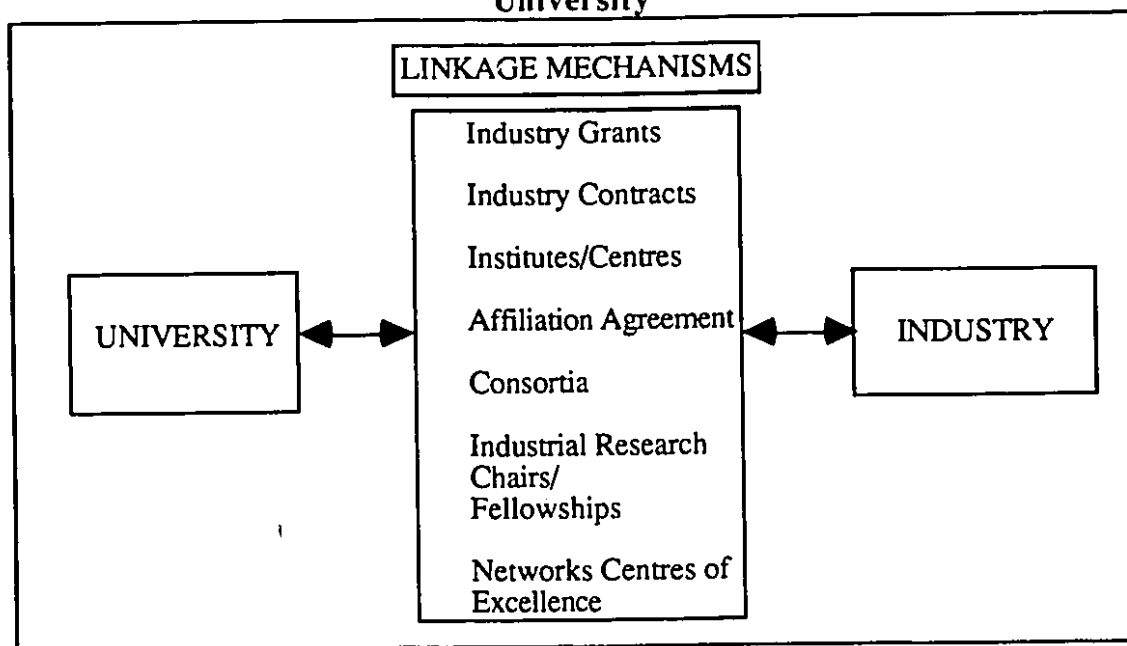 University
LINKAGE MECHANISMS
Industry Grants
Industry Contracts
Institutes/Centres
UNIVERSITY
Affiliation Agreement
INDUSTRY
Consortia
Industrial Research
Chairs/
Fellowships
Networks Centres of
Excellence